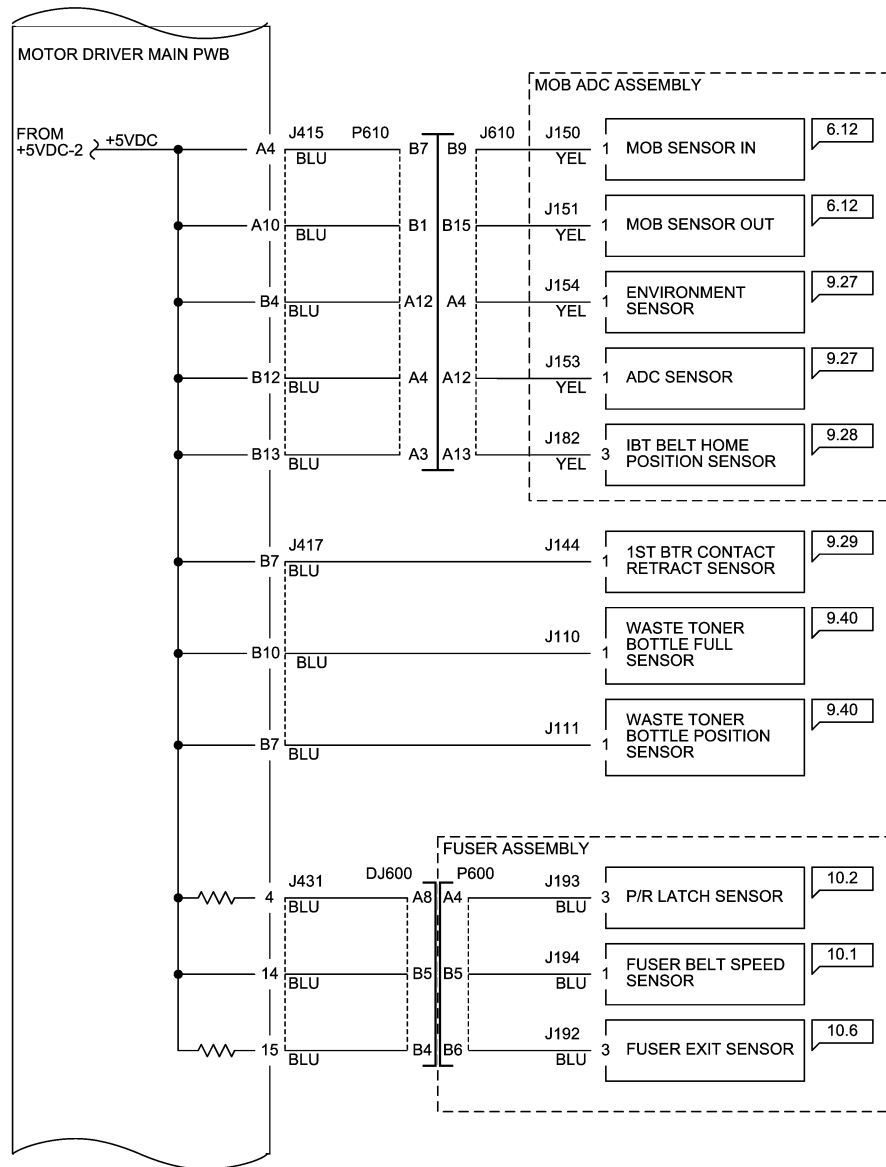 MOTOR DRIVER MAIN PWB
FROM
+5VDC-2 +5VDC
MOB ADC ASSEMBLY
A4 J415 BLU P610 B7 B9 J610 J150 YEL 1 MOB SENSOR IN 6.12
A10 BLU B1 B15 J151 YEL 1 MOB SENSOR OUT 6.12
B4 BLU A12 A4 J154 YEL 1 ENVIRONMENT
SENSOR 9.27
B12 BLU A4 A12 J153 YEL 1 ADC SENSOR 9.27
B13 BLU A3 A13 J182 YEL 3 IBT BELT HOME
POSITION SENSOR 9.28
B7 J417 BLU J144 1 1ST BTR CONTACT
RETRACT SENSOR 9.29
B10 BLU J110 1 WASTE TONER
BOTTLE FULL
SENSOR 9.40
B7 BLU J111 1 WASTE TONER
BOTTLE POSITION
SENSOR 9.40
FUSER ASSEMBLY
4 J431 BLU DJ600 A8 A4 P600 J193 BLU 3 P/R LATCH SENSOR 10.2
14 BLU B5 B5 J194 BLU 1 FUSER BELT SPEED
SENSOR 10.1
15 BLU B4 B6 J192 BLU 3 FUSER EXIT SENSOR 10.6